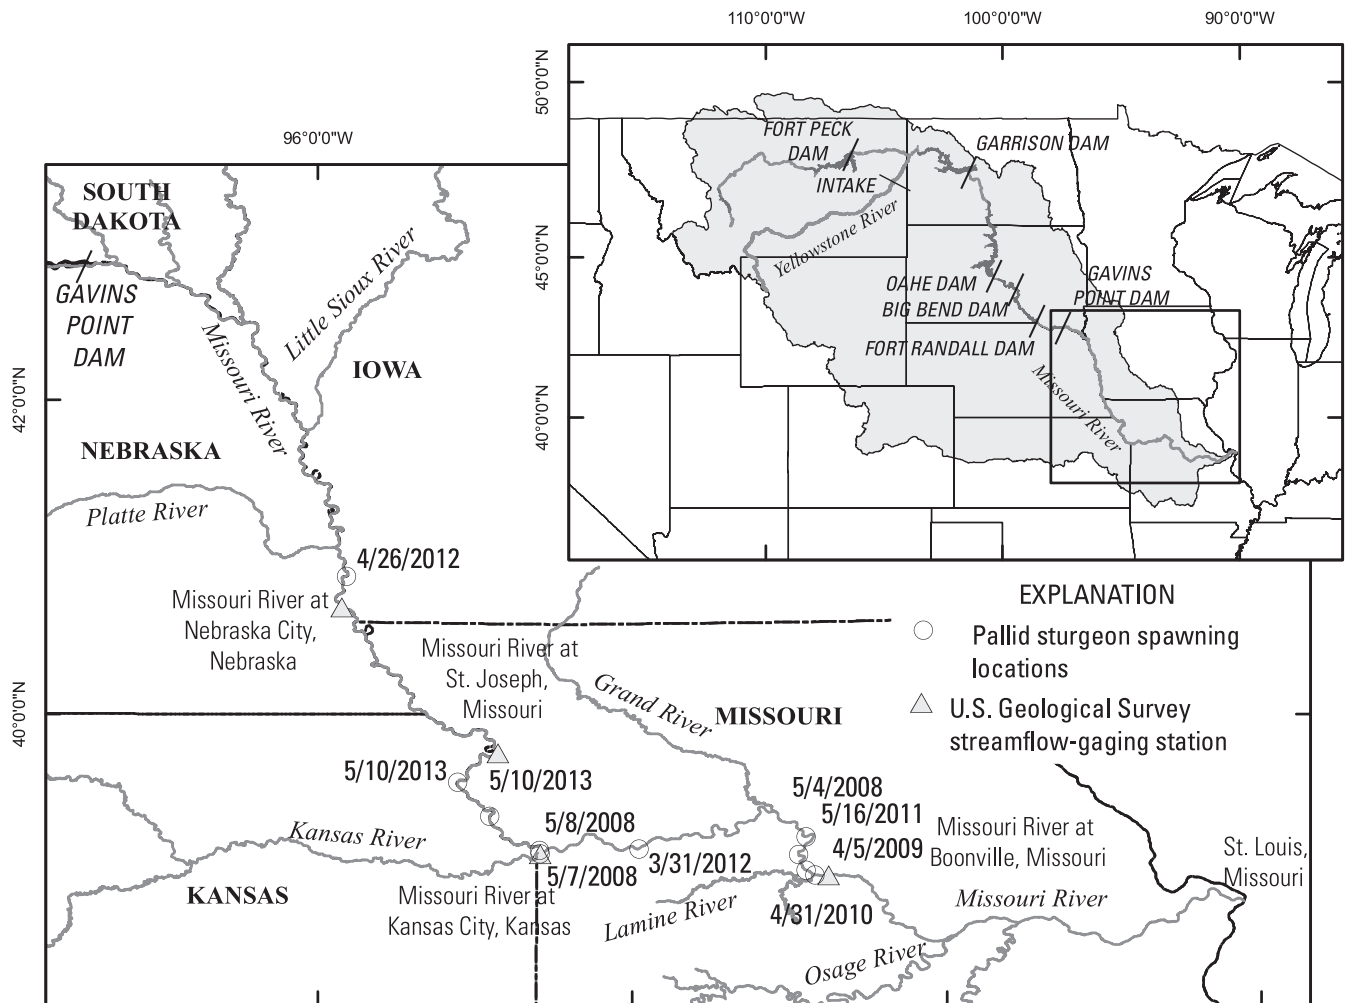 110°0'0"W
100°0'0"W
90°0'0"W
50°0'0"N
45°0'0"N
40°0'0"N
FORT PECK
DAM
GARRISON DAM
INTAKE
Yellowstone River
OAHE DAM
BIG BEND DAM
GAVINS
POINT DAM
FORT RANDALL DAM
Missouri River
96°0'0"W
42°0'0"N
40°0'0"N
SOUTH
DAKOTA
GAVINS
POINT
DAM
Little Sioux River
Missouri River
IOWA
NEBRASKA
Platte River
4/26/2012
Missouri River at
Nebraska City,
Nebraska
Missouri River at
St. Joseph,
Missouri
Grand River
MISSOURI
EXPLANATION
Pallid sturgeon spawning
locations
U.S. Geological Survey
streamflow-gaging station
5/10/2013
5/10/2013
5/4/2008
5/16/2011
4/5/2009
5/8/2008
3/31/2012
5/7/2008
Kansas River
KANSAS
Missouri River at
Kansas City, Kansas
Lamine River
4/31/2010
Missouri River at
Boonville, Missouri
Missouri River
St. Louis,
Missouri
Osage River